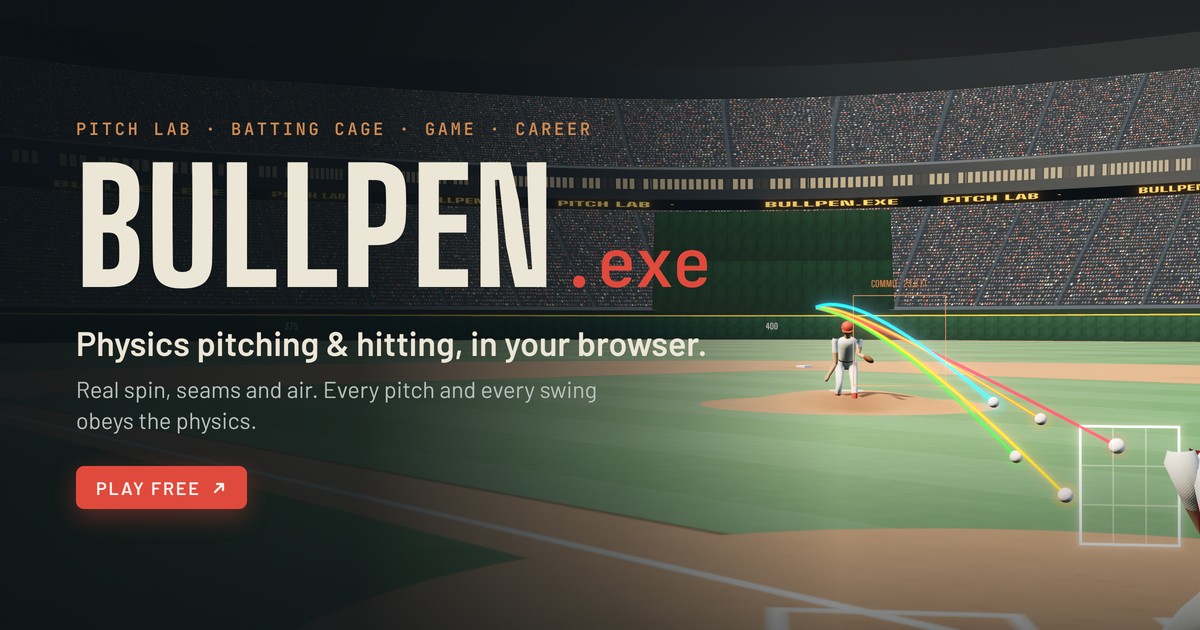 PITCH LAB · BATTING CAGE · GAME · CAREER
BULLPEN.exe
Physics pitching & hitting, in your browser.
Real spin, seams and air. Every pitch and every swing
obeys the physics.
PLAY FREE ↗
PITCH LAB
BULLPEN.EXE
PITCH LAB
BULLPEN
375
400